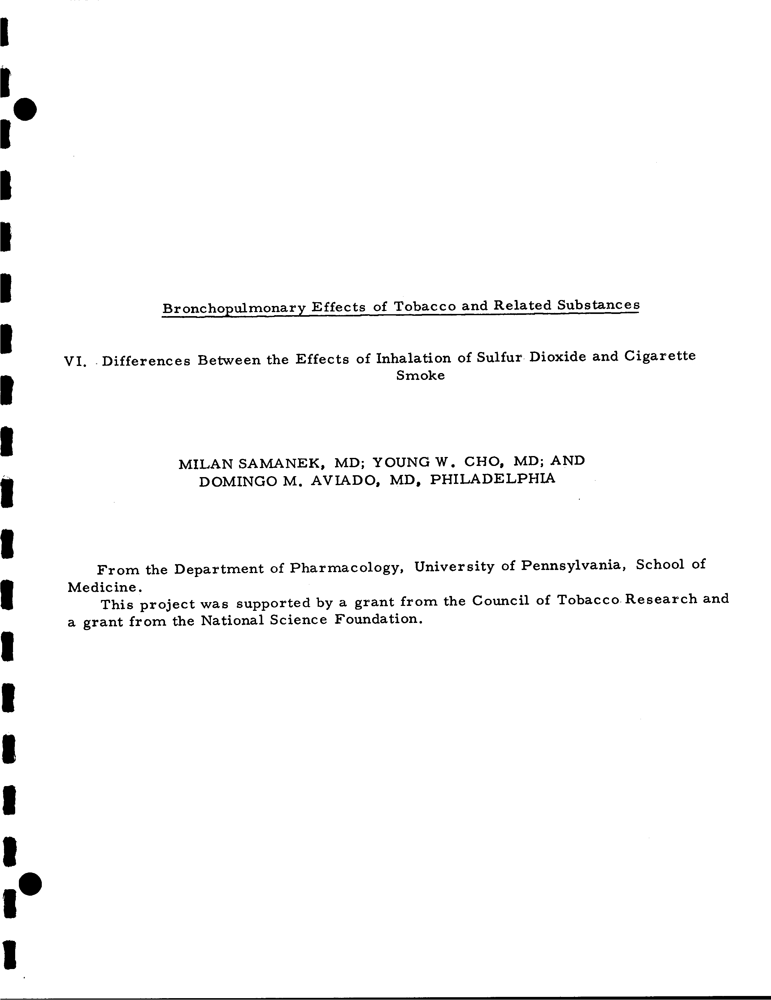 Bronchopulmonary Effects of Tobacco and Related Substances
VI. Differences Between the Effects of Inhalation of Sulfur Dioxide and Cigarette
Smoke
MILAN SAMANEK, MD; YOUNG W. CHO, MD; AND
DOMINGO M. AVIADO, MD, PHILADELPHIA
From the Department of Pharmacology, University of Pennsylvania, School of
Medicine.
This project was supported by a grant from the Council of Tobacco Research and
a grant from the National Science Foundation.